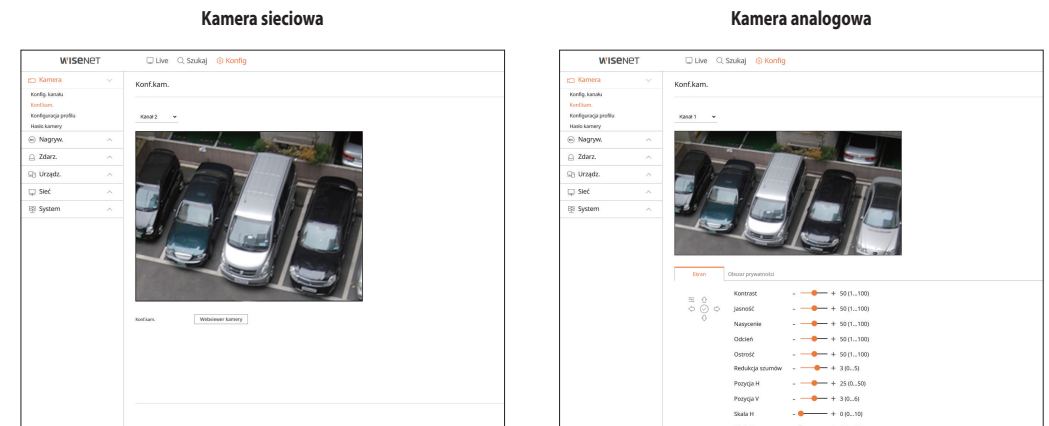 Kamera sieciowa
WISENET
Live
Szukaj
Konfig
Kamera
Konfig. kanału
Konf.kam.
Konfiguracja profilu
Hasło kamery
Nagryw.
Zdarz.
Urządz.
Sieć
System
Konf.kam.
Kanał 2
Konf.kam.
Webviewer kamery
Kamera analogowa
WISENET
Live
Szukaj
Konfig
Kamera
Konfig. kanału
Konf.kam.
Konfiguracja profilu
Hasło kamery
Nagryw.
Zdarz.
Urządz.
Sieć
System
Konf.kam.
Kanał 1
Ekran
Obszar prywatności
Kontrast - + 50 (1...100)
Jasność - + 50 (1...100)
Nasycenie - + 50 (1...100)
Odcień - + 50 (1...100)
Ostrość - + 50 (1...100)
Redukcja szumów - + 3 (0...5)
Pozycja H - + 25 (0...50)
Pozycja V - + 3 (0...6)
Skala H - + 0 (0...10)